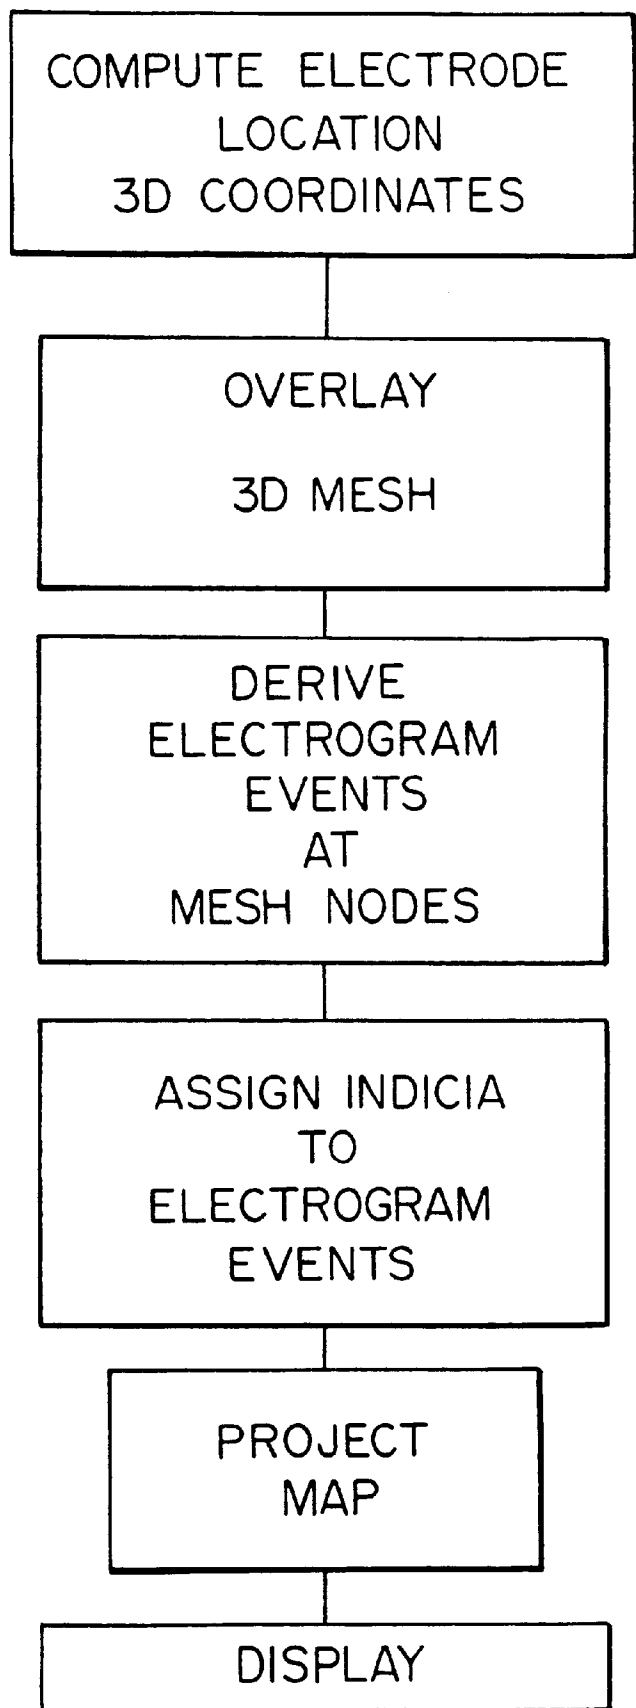 COMPUTE ELECTRODE
LOCATION
3D COORDINATES
OVERLAY
3D MESH
DERIVE
ELECTROGRAM
EVENTS
AT
MESH NODES
ASSIGN INDICIA
TO
ELECTROGRAM
EVENTS
PROJECT
MAP
DISPLAY